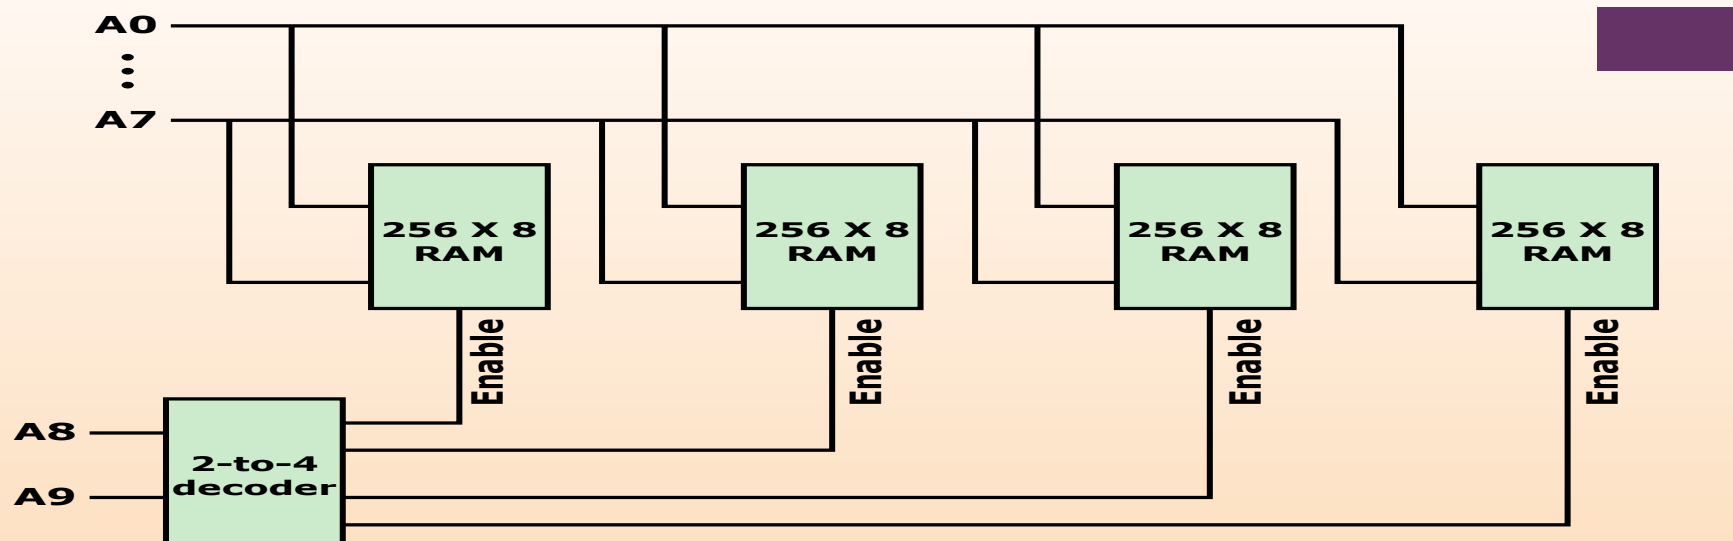 A0
⋮
A7
256 X 8
RAM
256 X 8
RAM
256 X 8
RAM
256 X 8
RAM
Enable
Enable
Enable
Enable
A8
2-to-4
decoder
A9